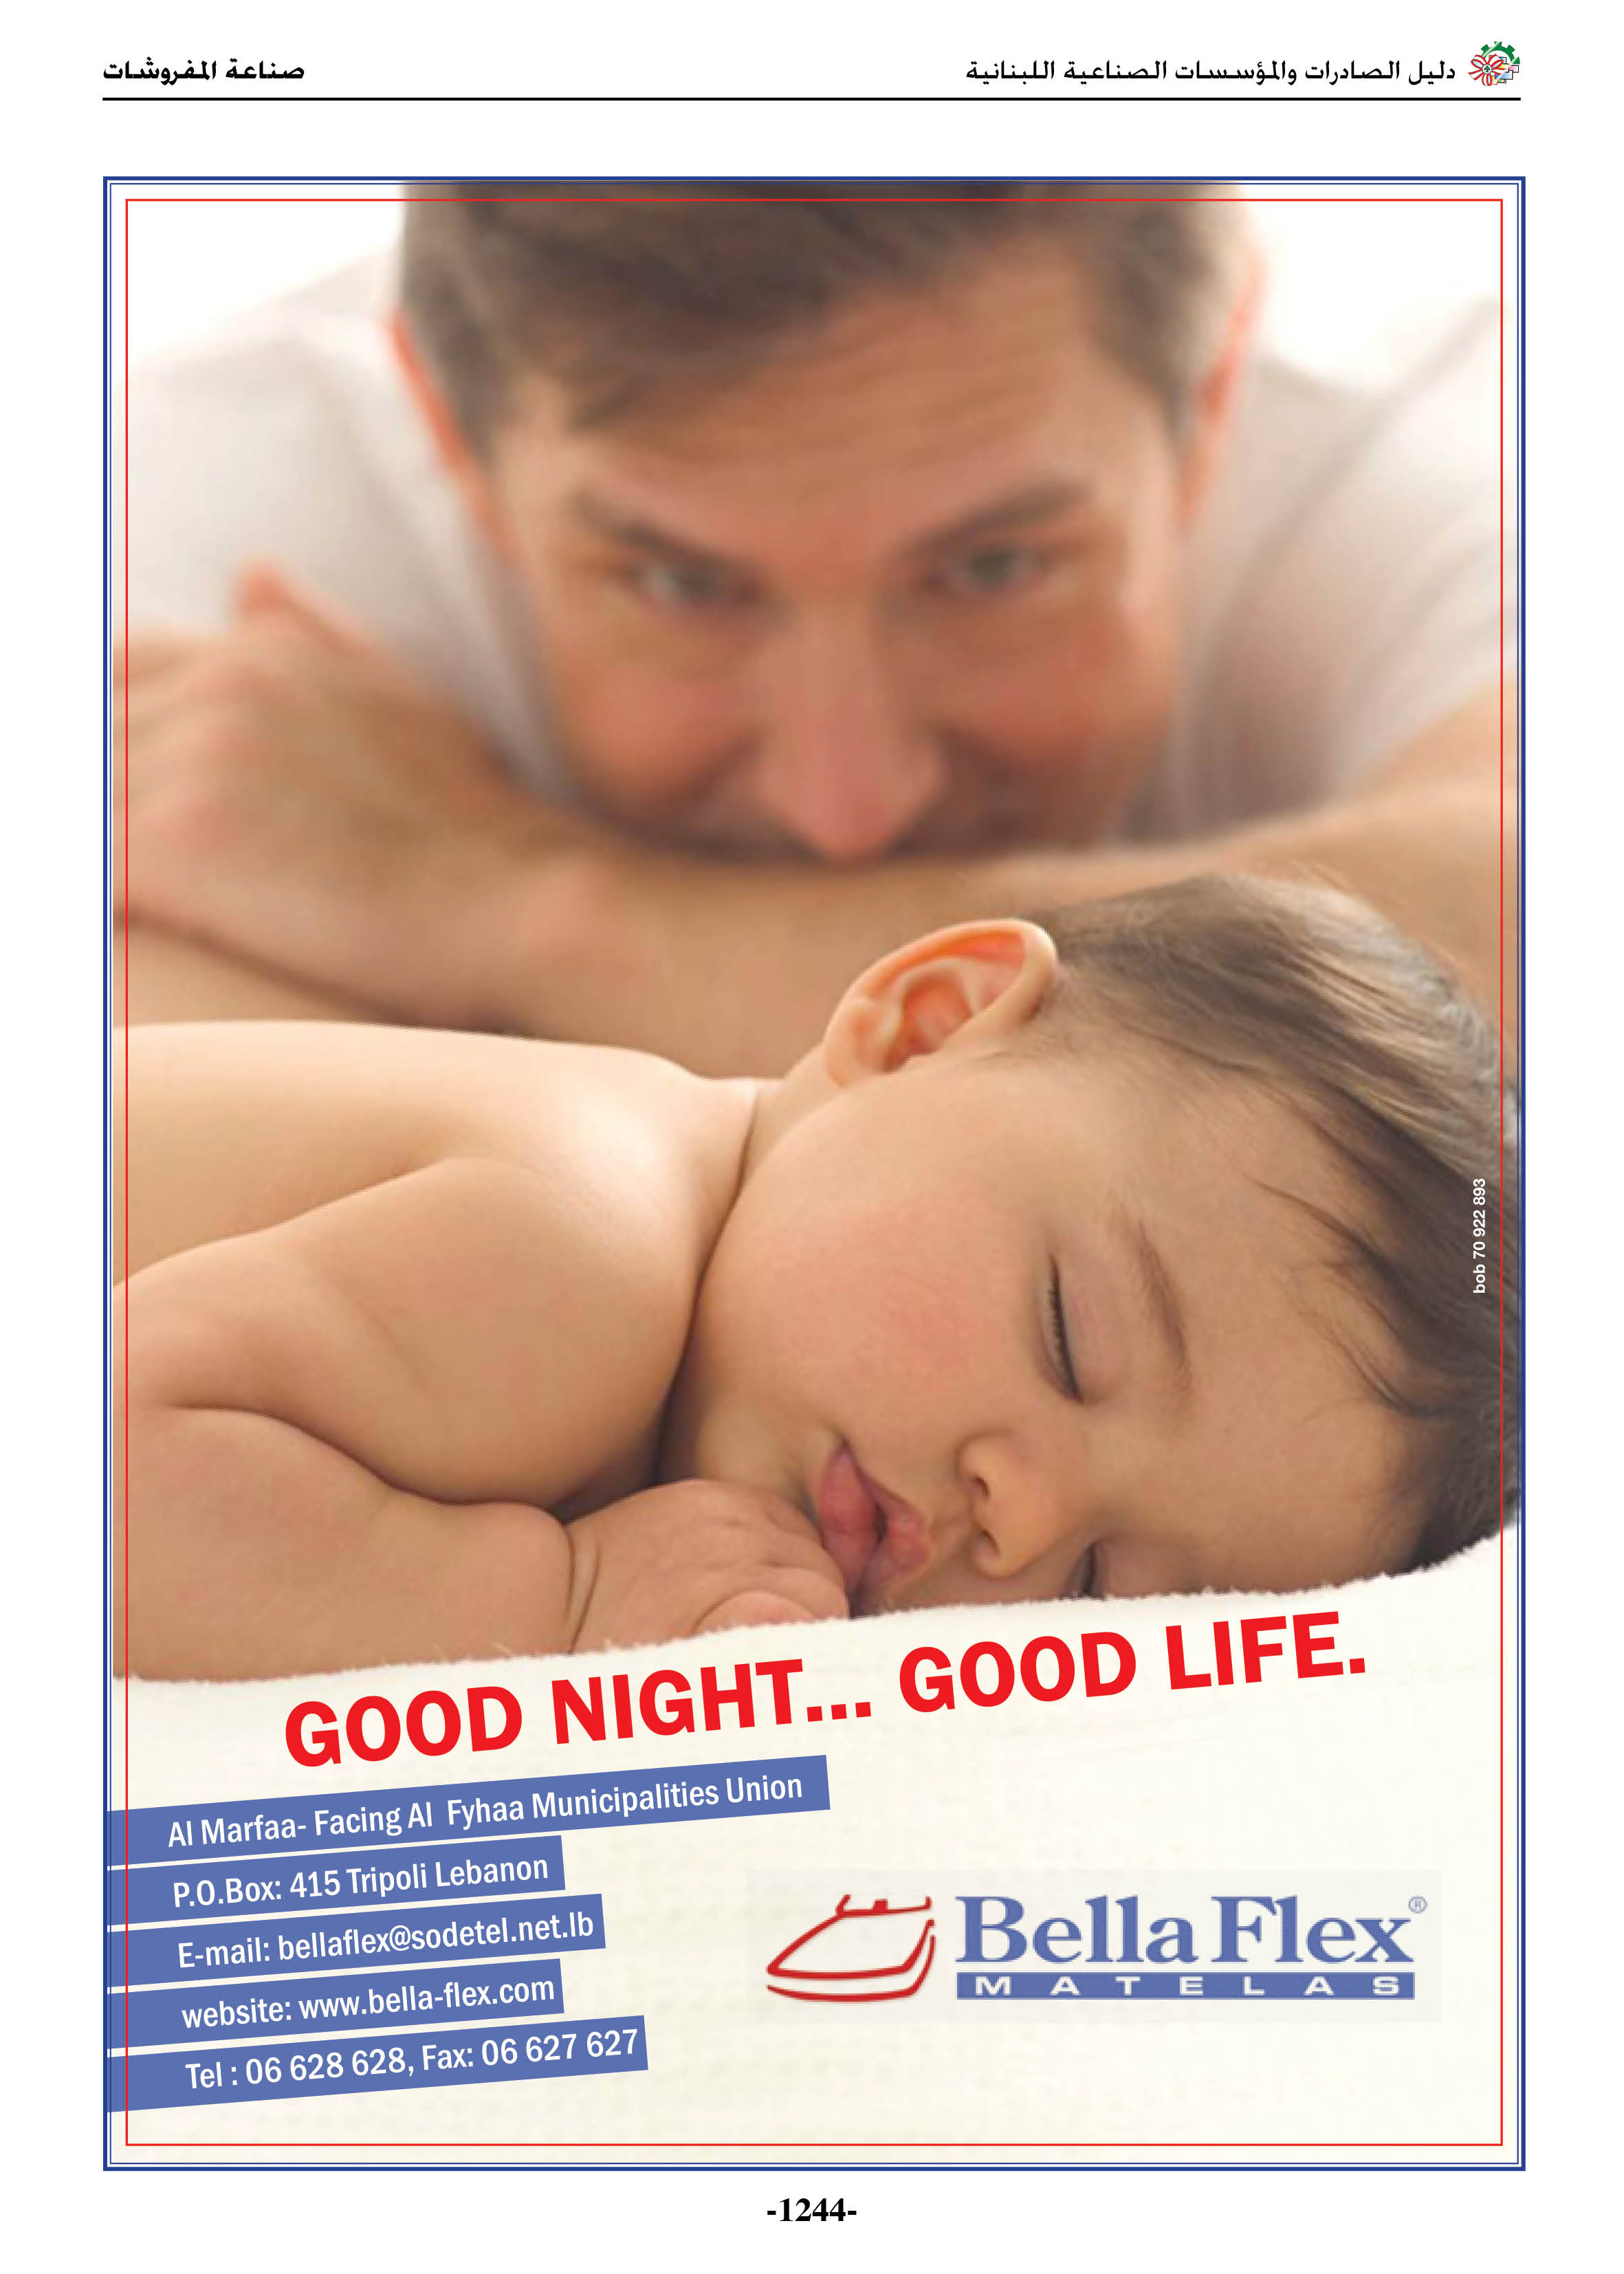 دليل الصادرات والمؤسسات الصناعية اللبنانية
صناعة المفروشات
bob 70 922 893
GOOD NIGHT... GOOD LIFE.
Al Marfaa- Facing Al Fyhaa Municipalities Union
P.O.Box: 415 Tripoli Lebanon
E-mail: bellaflex@sodetel.net.lb
website: www.bella-flex.com
Tel : 06 628 628, Fax: 06 627 627
Bella Flex®
MATELAS
-1244-